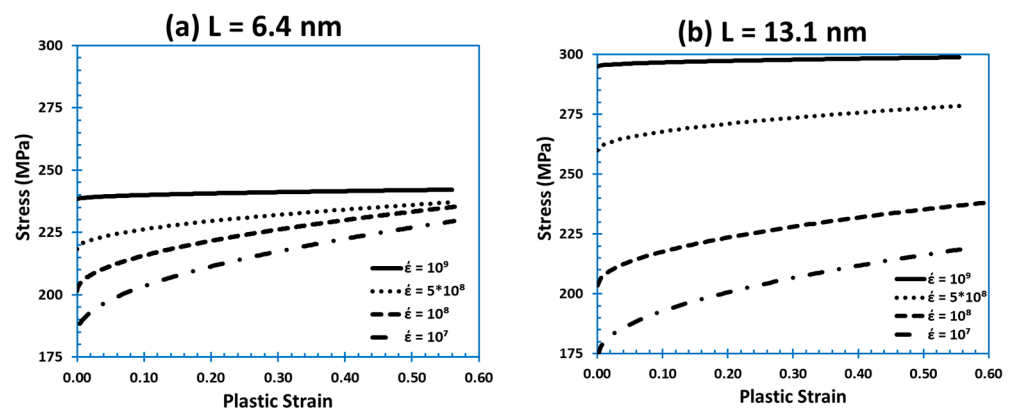 (a) L = 6.4 nm
300
275
250
225
200
175
Stress (MPa)
0.00 0.10 0.20 0.30 0.40 0.50 0.60
Plastic Strain
έ = 10⁹
έ = 5*10⁸
έ = 10⁸
έ = 10⁷
(b) L = 13.1 nm
300
275
250
225
200
175
Stress (MPa)
0.00 0.10 0.20 0.30 0.40 0.50 0.60
Plastic Strain
έ = 10⁹
έ = 5*10⁸
έ = 10⁸
έ = 10⁷